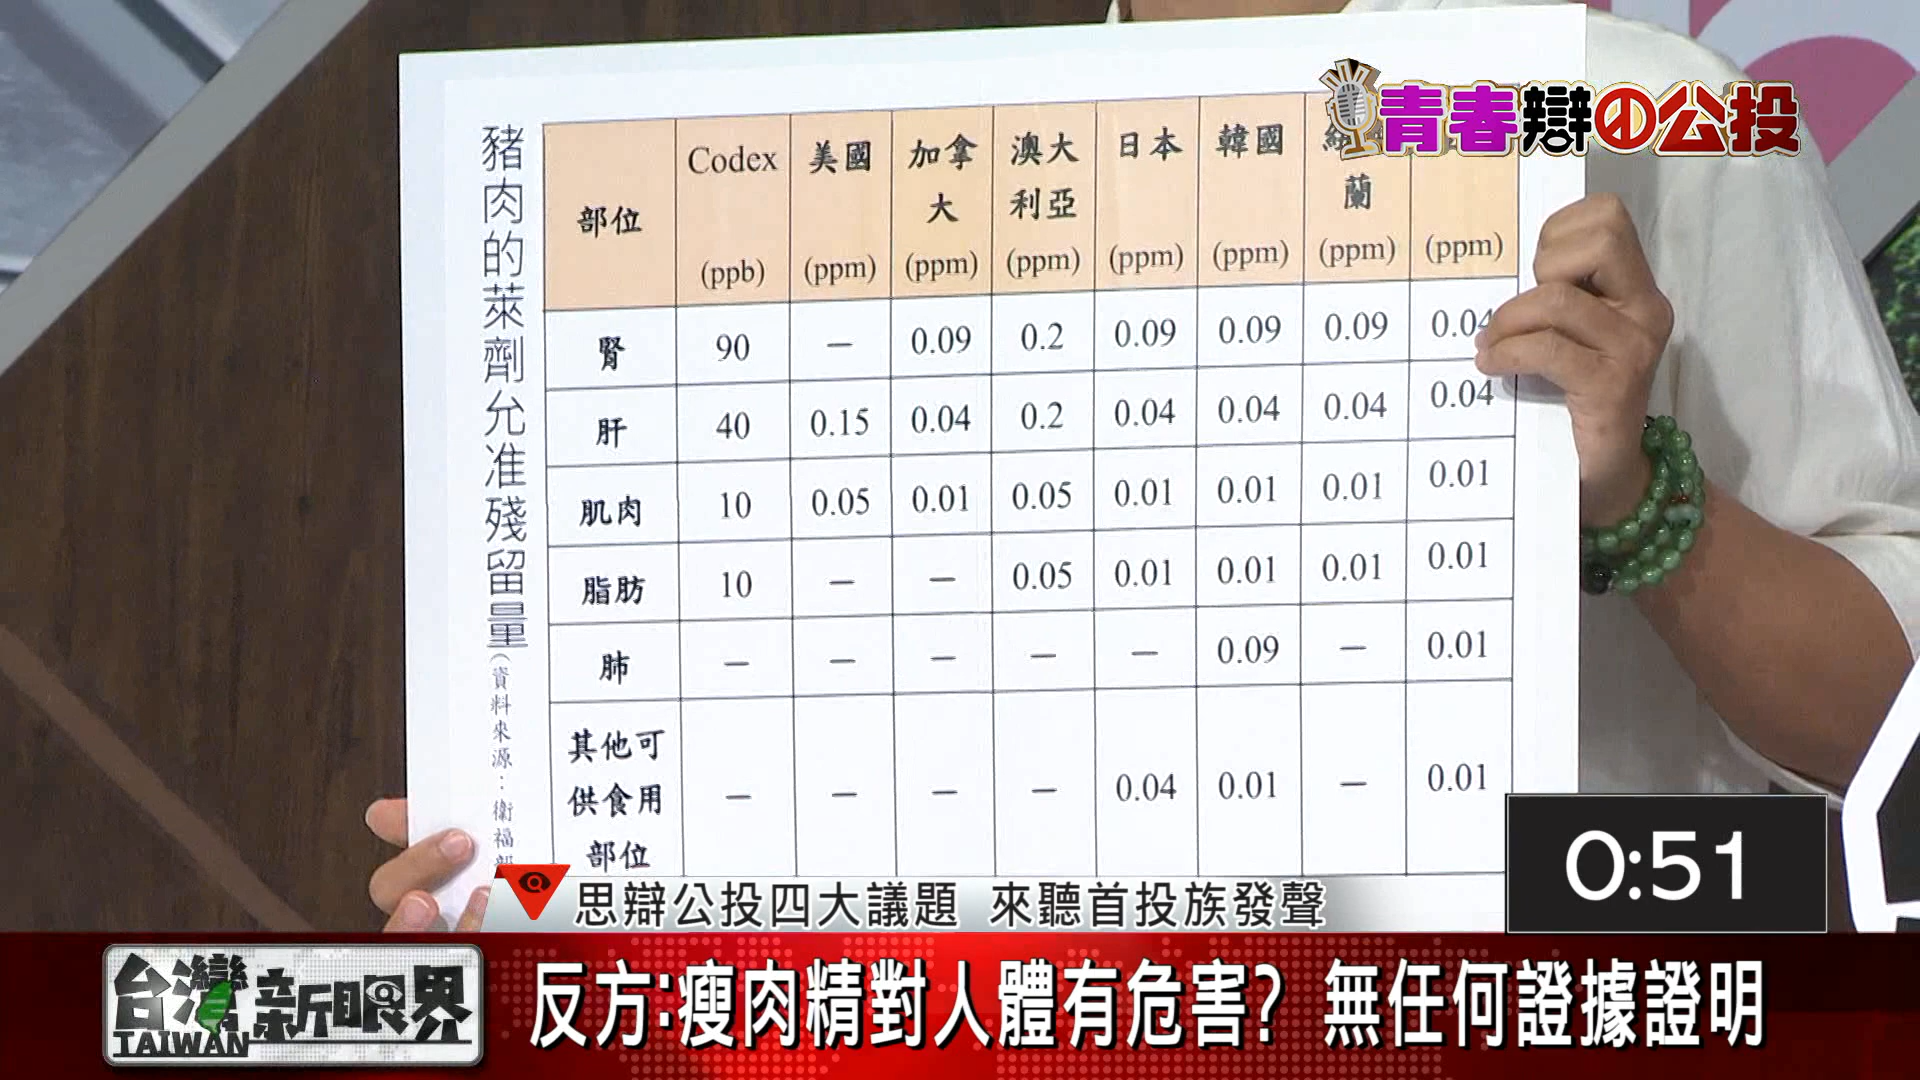 青春辯の公投
豬肉的萊劑允准殘留量(資料來源：衛福部
部位 Codex (ppb) 美國 (ppm) 加拿大 (ppm) 澳大利亞 (ppm) 日本 (ppm) 韓國 (ppm) 蘭 (ppm) (ppm)
腎 90 — 0.09 0.2 0.09 0.09 0.09 0.04
肝 40 0.15 0.04 0.2 0.04 0.04 0.04 0.04
肌肉 10 0.05 0.01 0.05 0.01 0.01 0.01 0.01
脂肪 10 — — 0.05 0.01 0.01 0.01 0.01
肺 — — — — — 0.09 — 0.01
其他可供食用部位 — — — — 0.04 0.01 — 0.01
0:51
思辯公投四大議題 來聽首投族發聲
台灣新眼界
TAIWAN
反方:瘦肉精對人體有危害? 無任何證據證明